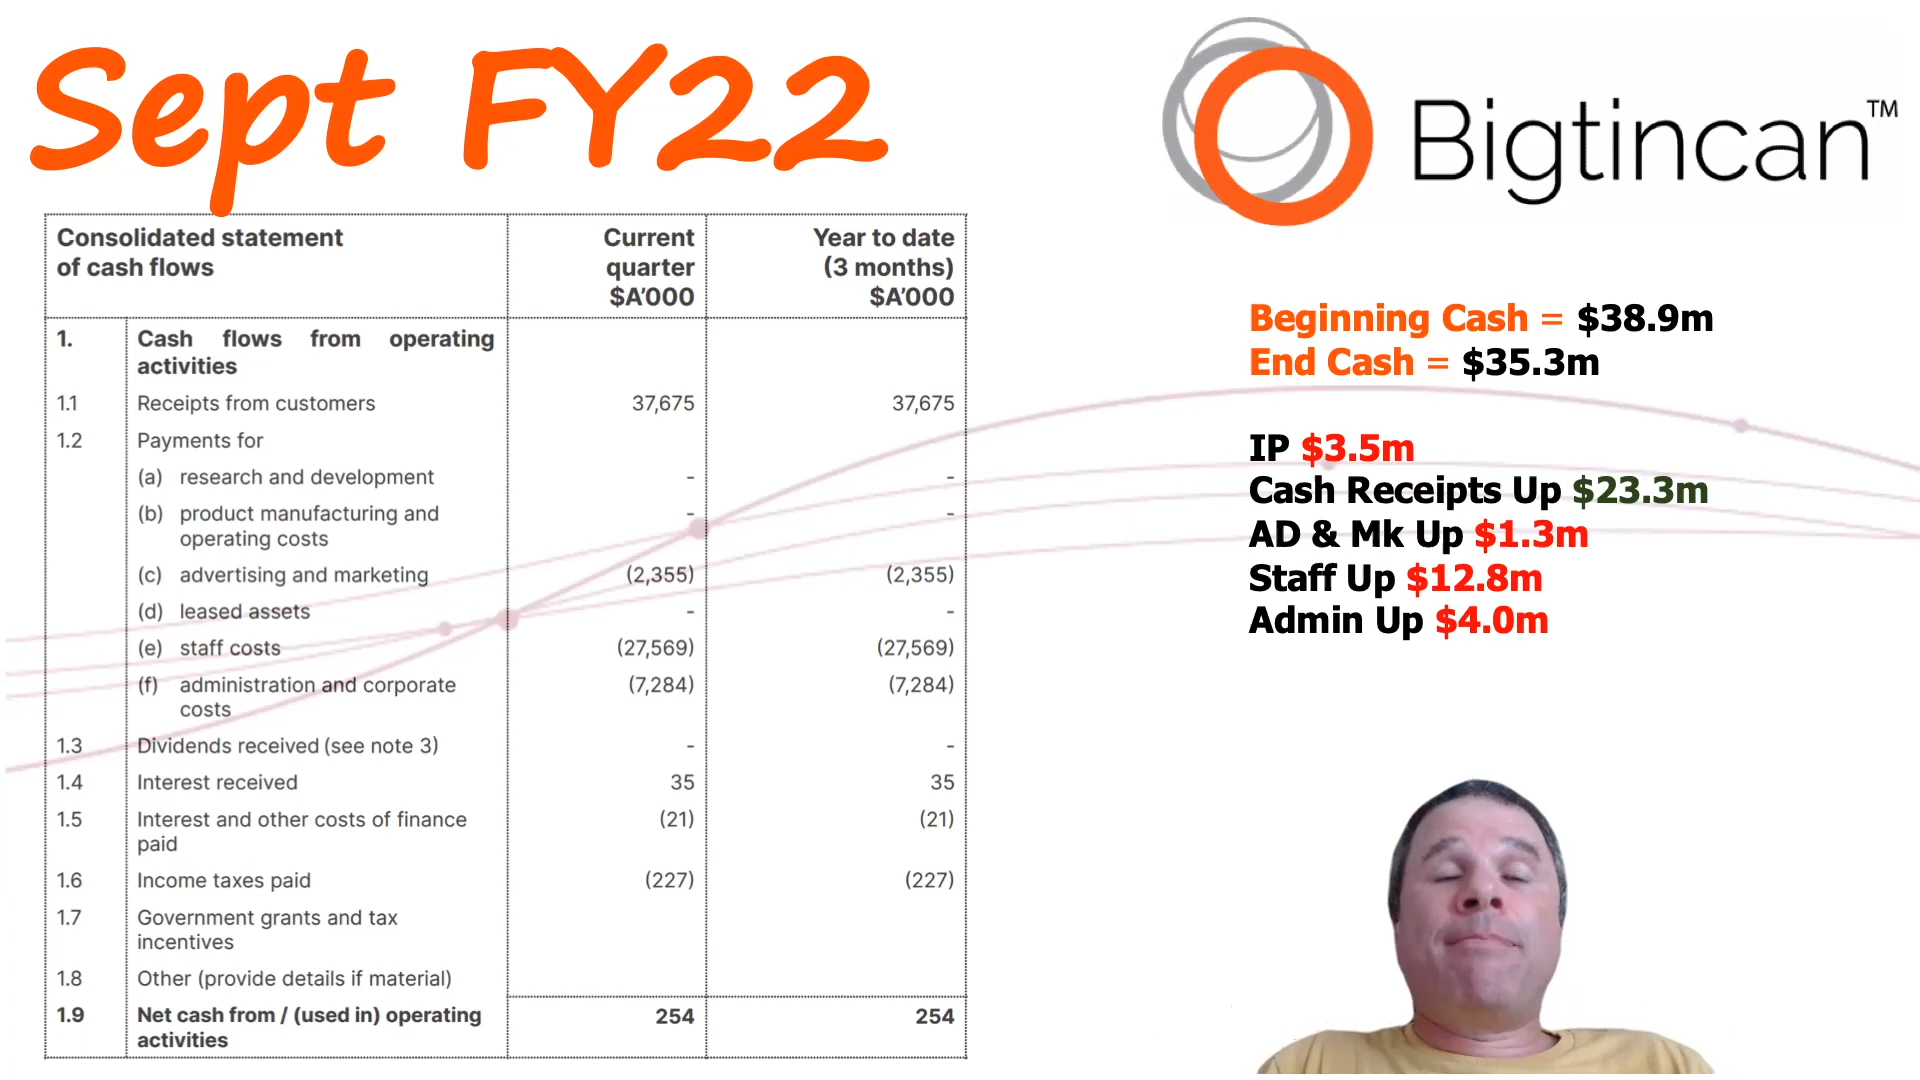 Sept FY22
Bigtincan™
Consolidated statement of cash flows | Current quarter $A'000 | Year to date (3 months) $A'000
1. Cash flows from operating activities
1.1 Receipts from customers 37,675 37,675
1.2 Payments for
(a) research and development - -
(b) product manufacturing and operating costs - -
(c) advertising and marketing (2,355) (2,355)
(d) leased assets - -
(e) staff costs (27,569) (27,569)
(f) administration and corporate costs (7,284) (7,284)
1.3 Dividends received (see note 3) - -
1.4 Interest received 35 35
1.5 Interest and other costs of finance paid (21) (21)
1.6 Income taxes paid (227) (227)
1.7 Government grants and tax incentives
1.8 Other (provide details if material)
1.9 Net cash from / (used in) operating activities 254 254
Beginning Cash = $38.9m
End Cash = $35.3m
IP $3.5m
Cash Receipts Up $23.3m
AD & Mk Up $1.3m
Staff Up $12.8m
Admin Up $4.0m